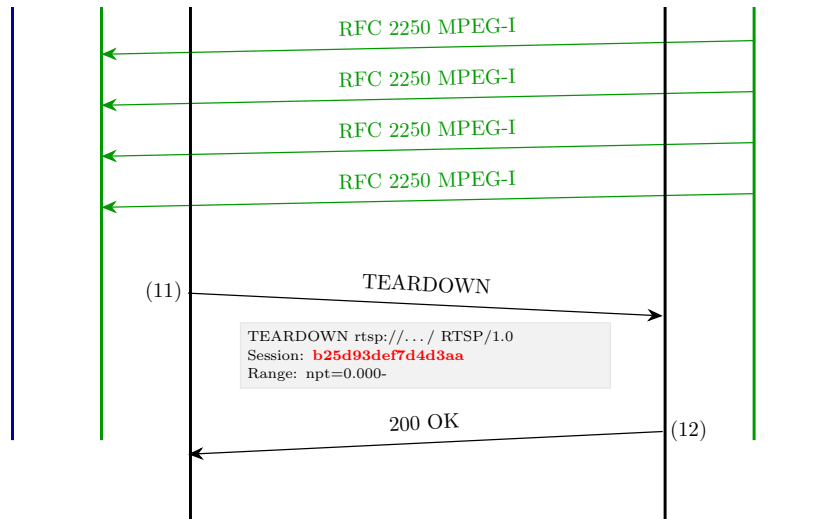 RFC 2250 MPEG-I
RFC 2250 MPEG-I
RFC 2250 MPEG-I
RFC 2250 MPEG-I
(11)
TEARDOWN
TEARDOWN rtsp://.../ RTSP/1.0
Session: b25d93def7d4d3aa
Range: npt=0.000-
200 OK
(12)